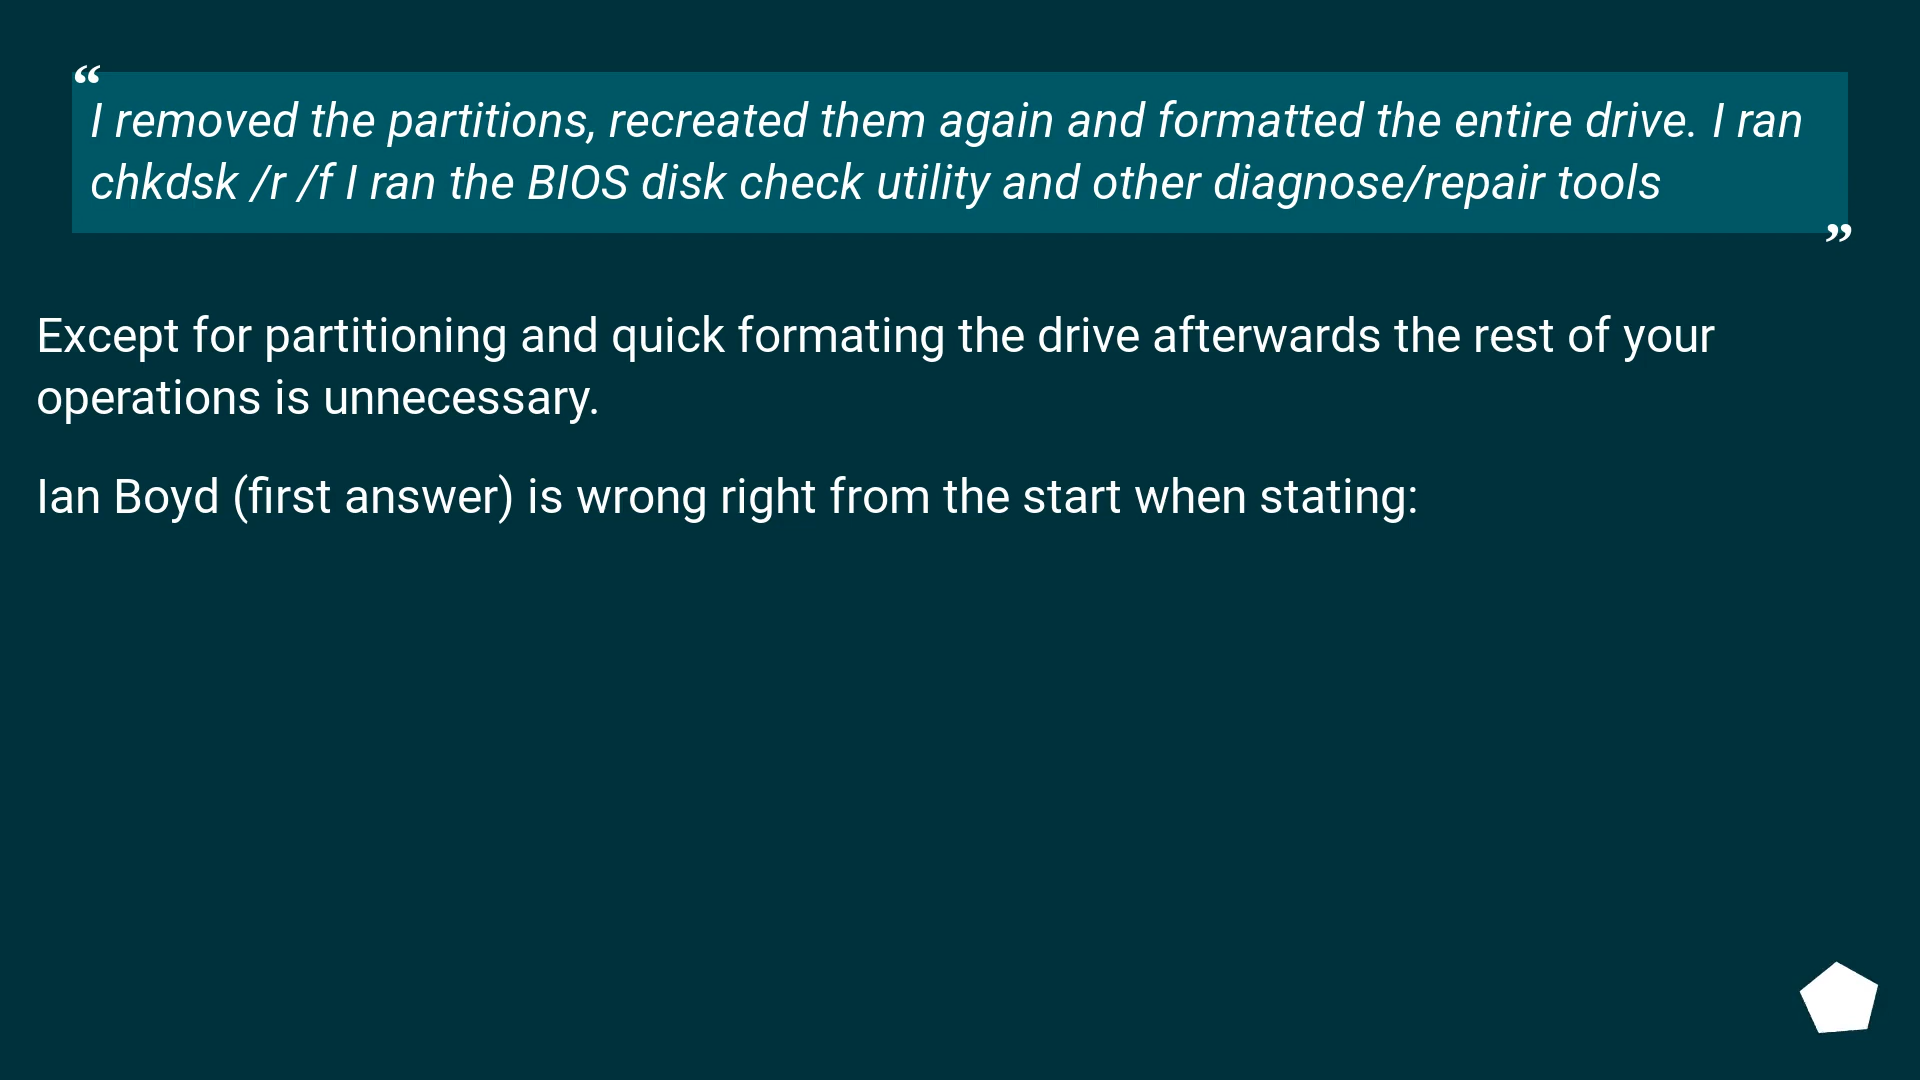 “
I removed the partitions, recreated them again and formatted the entire drive. I ran
chkdsk /r /f I ran the BIOS disk check utility and other diagnose/repair tools
”
Except for partitioning and quick formating the drive afterwards the rest of your
operations is unnecessary.
Ian Boyd (first answer) is wrong right from the start when stating: